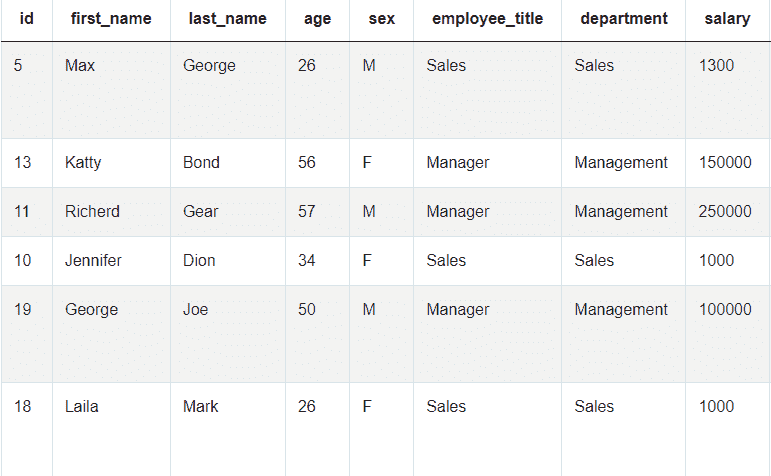 id first_name last_name age sex employee_title department salary
5 Max George 26 M Sales Sales 1300
13 Katty Bond 56 F Manager Management 150000
11 Richerd Gear 57 M Manager Management 250000
10 Jennifer Dion 34 F Sales Sales 1000
19 George Joe 50 M Manager Management 100000
18 Laila Mark 26 F Sales Sales 1000